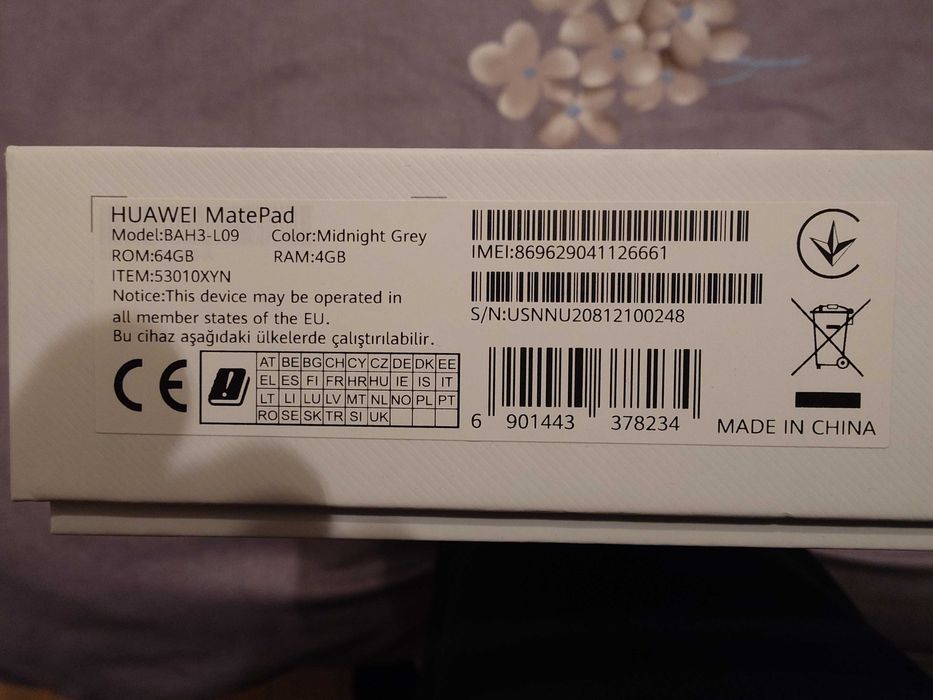 HUAWEI MatePad
Model:BAH3-L09 Color:Midnight Grey
ROM:64GB RAM:4GB
ITEM:53010XYN
Notice:This device may be operated in
all member states of the EU.
Bu cihaz aşağıdaki ülkelerde çalıştırılabilir.
CE
AT BE BG CH CY CZ DE DK EE
EL ES FI FR HR HU IE IS IT
LT LI LU LV MT NL NO PL PT
RO SE SK TR SI UK
IMEI:869629041126661
S/N:USNNU20812100248
6 901443 378234
MADE IN CHINA